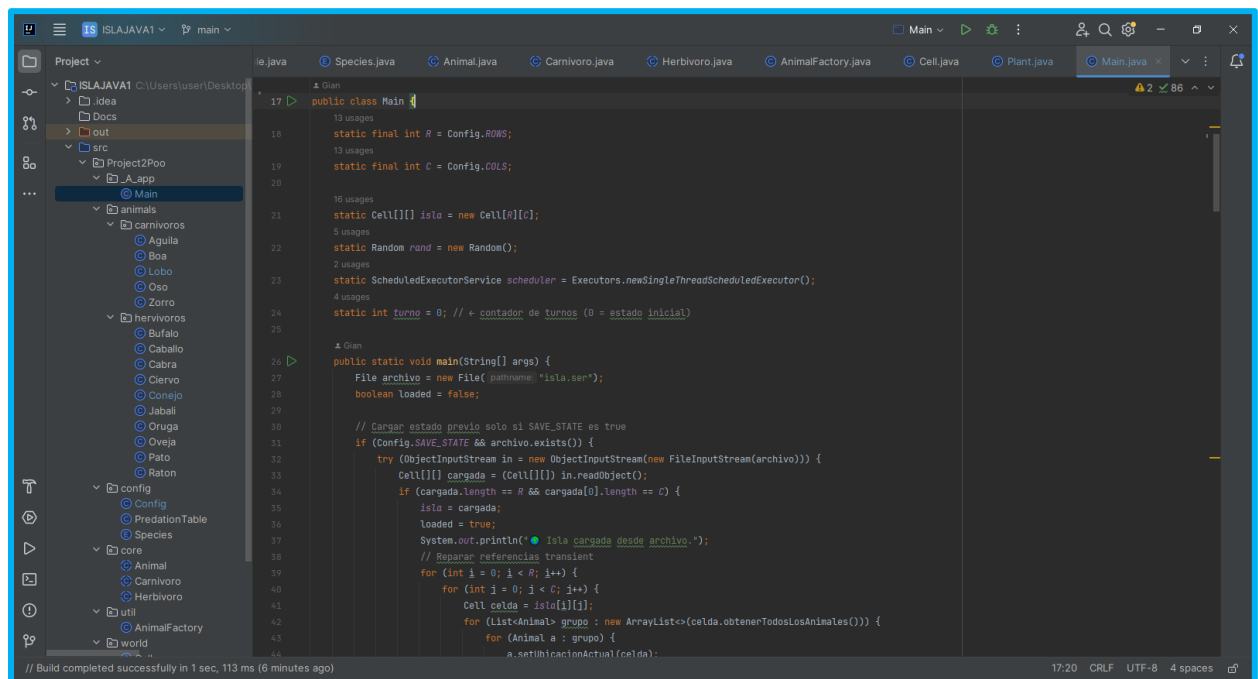 IJ IS ISLAJAVA1 main Main
Project
le.java Species.java Animal.java Carnivoro.java Herbivoro.java AnimalFactory.java Cell.java Plant.java Main.java
ISLAJAVA1 C:\Users\user\Desktop\
.idea
Docs
out
src
Project2Poo
_A_app
Main
animals
carnivoros
Aguila
Boa
Lobo
Oso
Zorro
hervivoros
Bufalo
Caballo
Cabra
Ciervo
Conejo
Jabali
Oruga
Oveja
Pato
Raton
config
Config
PredationTable
Species
core
Animal
Carnivoro
Herbivoro
util
AnimalFactory
world
2 86
Gian
17 public class Main {
13 usages
18 static final int R = Config.ROWS;
13 usages
19 static final int C = Config.COLS;
20
16 usages
21 static Cell[][] isla = new Cell[R][C];
5 usages
22 static Random rand = new Random();
2 usages
23 static ScheduledExecutorService scheduler = Executors.newSingleThreadScheduledExecutor();
4 usages
24 static int turno = 0; // ← contador de turnos (0 = estado inicial)
25
Gian
26 public static void main(String[] args) {
27 File archivo = new File( pathname: "isla.ser");
28 boolean loaded = false;
29
30 // Cargar estado previo solo si SAVE_STATE es true
31 if (Config.SAVE_STATE && archivo.exists()) {
32 try (ObjectInputStream in = new ObjectInputStream(new FileInputStream(archivo))) {
33 Cell[][] cargada = (Cell[][]) in.readObject();
34 if (cargada.length == R && cargada[0].length == C) {
35 isla = cargada;
36 loaded = true;
37 System.out.println("🌍 Isla cargada desde archivo.");
38 // Reparar referencias transient
39 for (int i = 0; i < R; i++) {
40 for (int j = 0; j < C; j++) {
41 Cell celda = isla[i][j];
42 for (List<Animal> grupo : new ArrayList<>(celda.obtenerTodosLosAnimales())) {
43 for (Animal a : grupo) {
44 a.setUbicacionActual(celda);
// Build completed successfully in 1 sec, 113 ms (6 minutes ago) 17:20 CRLF UTF-8 4 spaces